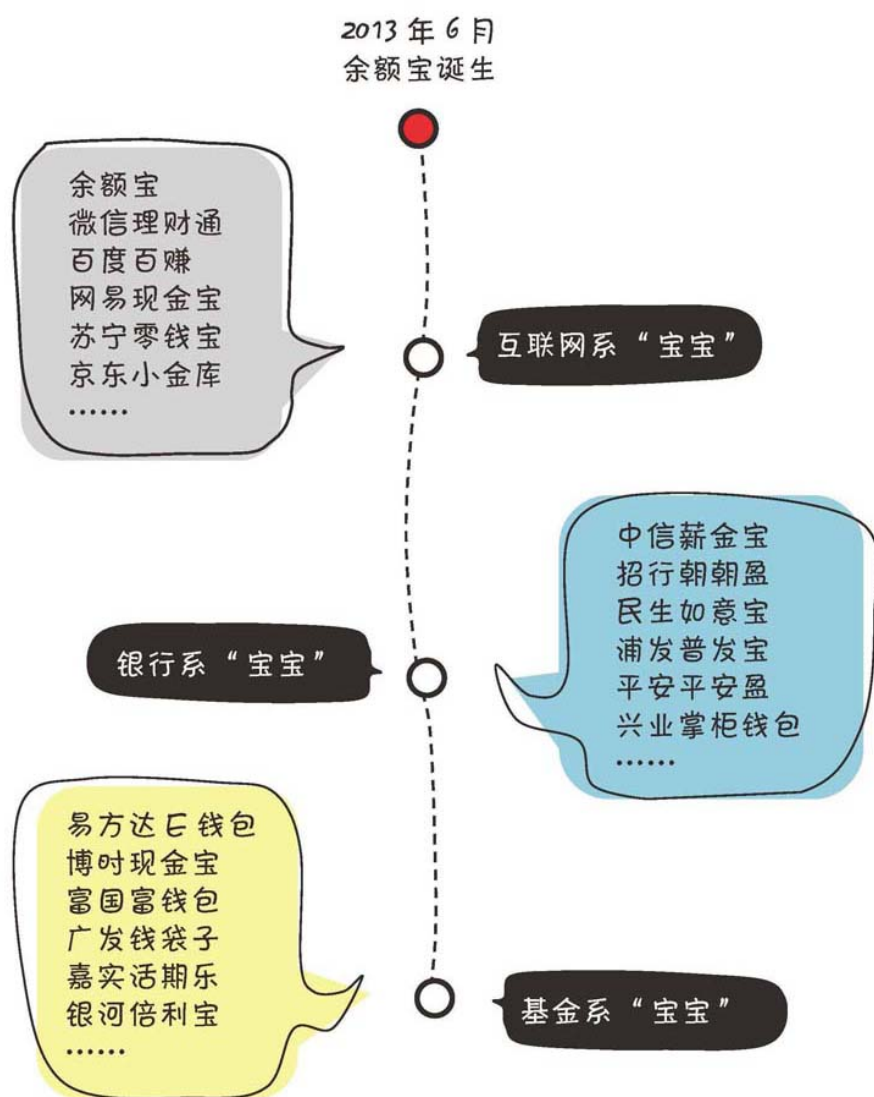 2013年6月
余额宝诞生
余额宝
微信理财通
百度百赚
网易现金宝
苏宁零钱宝
京东小金库
……
互联网系“宝宝”
中信薪金宝
招行朝朝盈
民生如意宝
浦发普发宝
平安平安盈
兴业掌柜钱包
……
银行系“宝宝”
易方达E钱包
博时现金宝
富国富钱包
广发钱袋子
嘉实活期乐
银河倍利宝
……
基金系“宝宝”